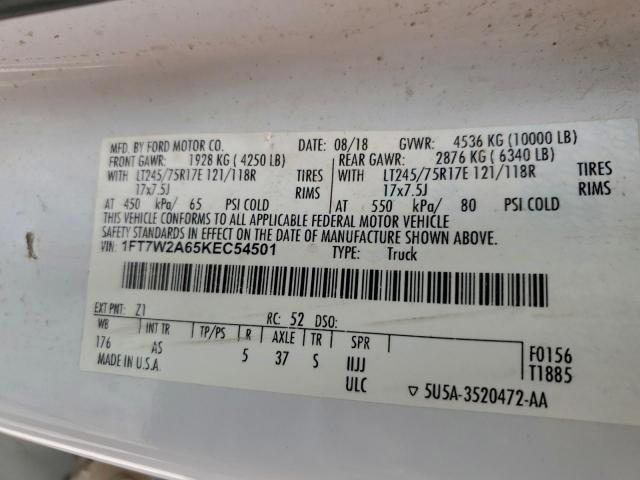 MFD. BY FORD MOTOR CO. DATE: 08/18 GVWR: 4536 KG (10000 LB)
FRONT GAWR: 1928 KG ( 4250 LB) REAR GAWR: 2876 KG ( 6340 LB)
WITH LT245/75R17E 121/118R TIRES WITH LT245/75R17E 121/118R TIRES
17x7.5J RIMS 17x7.5J RIMS
AT 450 kPa/ 65 PSI COLD AT 550 kPa/ 80 PSI COLD
THIS VEHICLE CONFORMS TO ALL APPLICABLE FEDERAL MOTOR VEHICLE
SAFETY STANDARDS IN EFFECT ON THE DATE OF MANUFACTURE SHOWN ABOVE.
VIN: 1FT7W2A65KEC54501 TYPE: Truck
EXT PNT: Z1 RC: 52 DSO:
WB INT TR TP/PS R AXLE TR SPR
176 AS 5 37 S IIJJ F0156
MADE IN U.S.A. ULC T1885
▽ 5U5A-3520472-AA